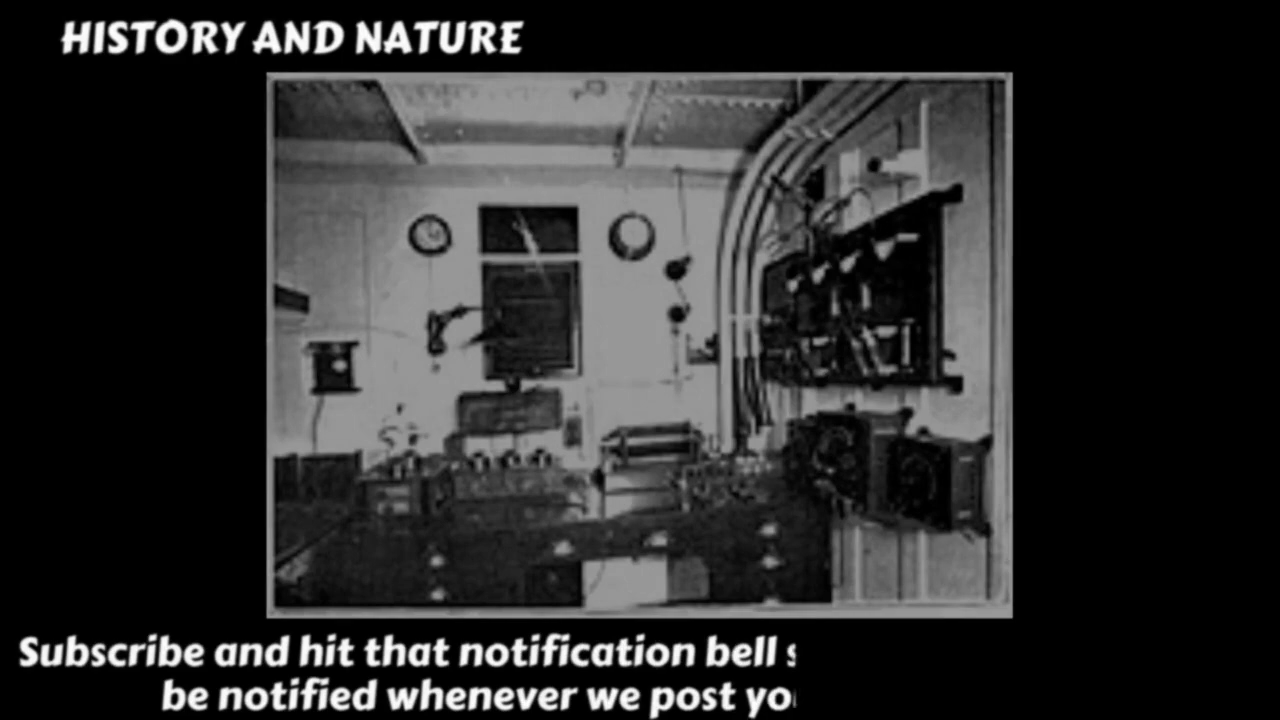 HISTORY AND NATURE
Subscribe and hit that notification bell
be notified whenever we post